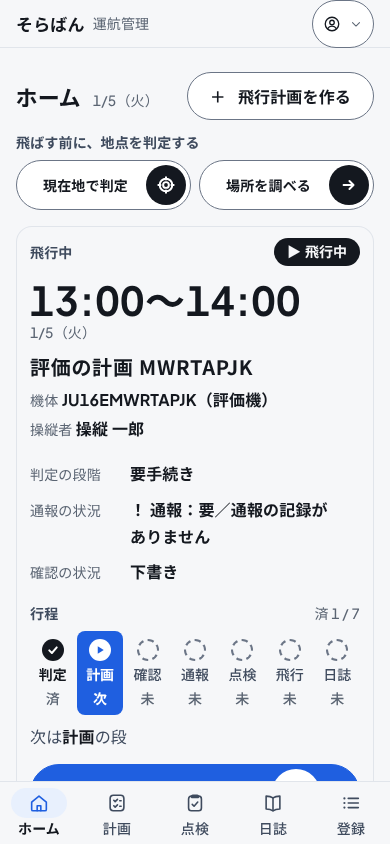 そらばん 運航管理
ホーム 1/5（火）
＋ 飛行計画を作る
飛ばす前に、地点を判定する
現在地で判定
場所を調べる
飛行中
▶ 飛行中
13:00〜14:00
1/5（火）
評価の計画 MWRTAPJK
機体 JU16EMWRTAPJK（評価機）
操縦者 操縦 一郎
判定の段階 要手続き
通報の状況 ！ 通報：要／通報の記録が
ありません
確認の状況 下書き
行程 済 1 / 7
判定 計画 確認 通報 点検 飛行 日誌
済 次 未 未 未 未 未
次は計画の段
ホーム 計画 点検 日誌 登録